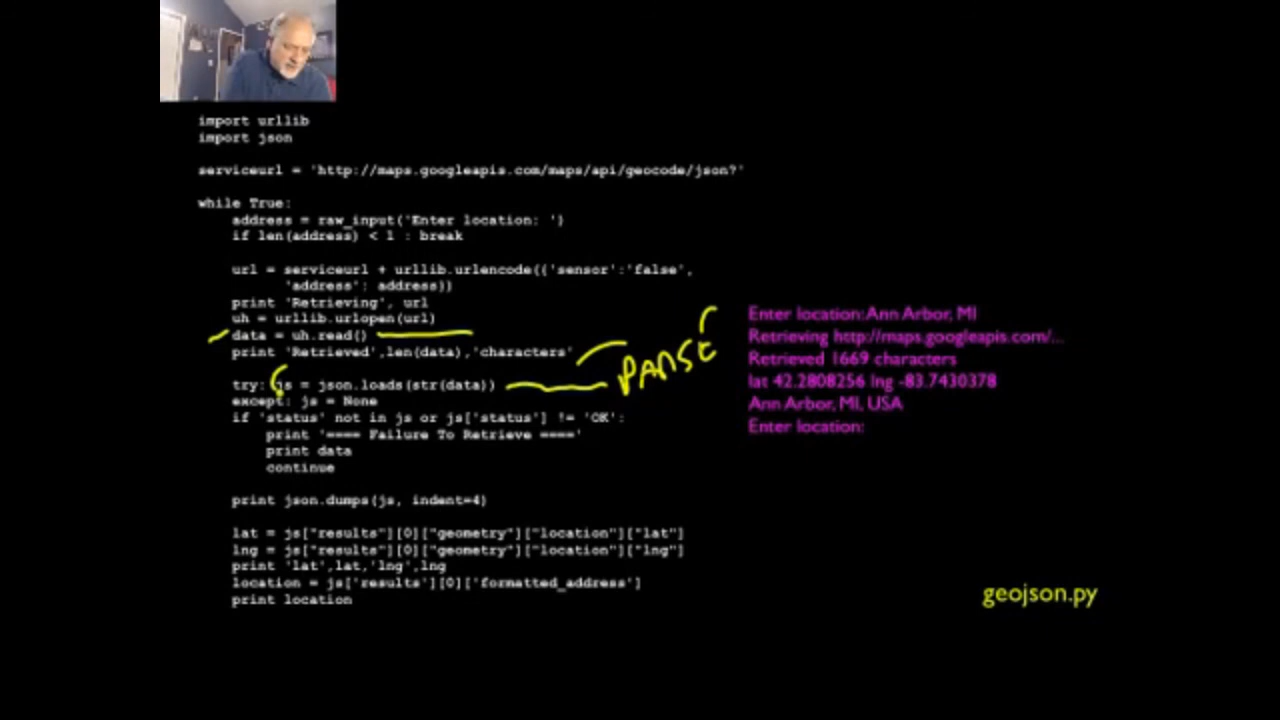 import urllib
import json
serviceurl = 'http://maps.googleapis.com/maps/api/geocode/json?'
while True:
address = raw_input('Enter location: ')
if len(address) < 1 : break
url = serviceurl + urllib.urlencode({'sensor':'false',
'address': address})
print 'Retrieving', url
uh = urllib.urlopen(url)
data = uh.read()
print 'Retrieved',len(data),'characters'
try: js = json.loads(str(data))
except: js = None
if 'status' not in js or js['status'] != 'OK':
print '==== Failure To Retrieve ===='
print data
continue
print json.dumps(js, indent=4)
lat = js["results"][0]["geometry"]["location"]["lat"]
lng = js["results"][0]["geometry"]["location"]["lng"]
print 'lat',lat,'lng',lng
location = js['results'][0]['formatted_address']
print location
PARSE
Enter location: Ann Arbor, MI
Retrieving http://maps.googleapis.com/...
Retrieved 1669 characters
lat 42.2808256 lng -83.7430378
Ann Arbor, MI, USA
Enter location:
geojson.py